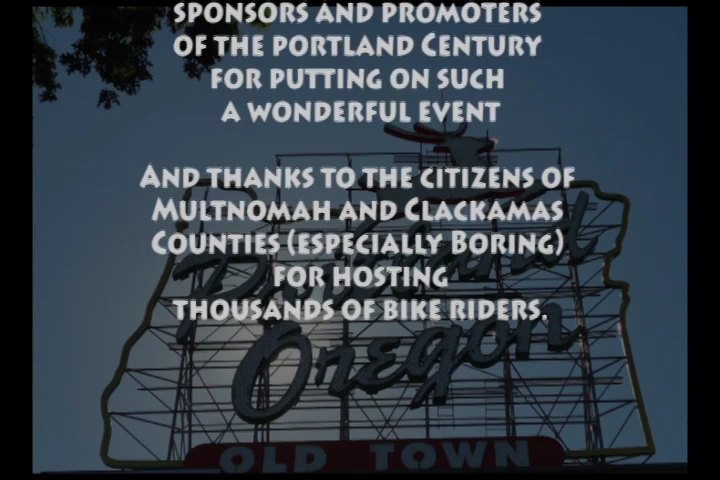 SPONSORS AND PROMOTERS
OF THE PORTLAND CENTURY
FOR PUTTING ON SUCH
A WONDERFUL EVENT
AND THANKS TO THE CITIZENS OF
MULTNOMAH AND CLACKAMAS
COUNTIES (ESPECIALLY BORING)
FOR HOSTING
THOUSANDS OF BIKE RIDERS.
Portland
Oregon
OLD TOWN